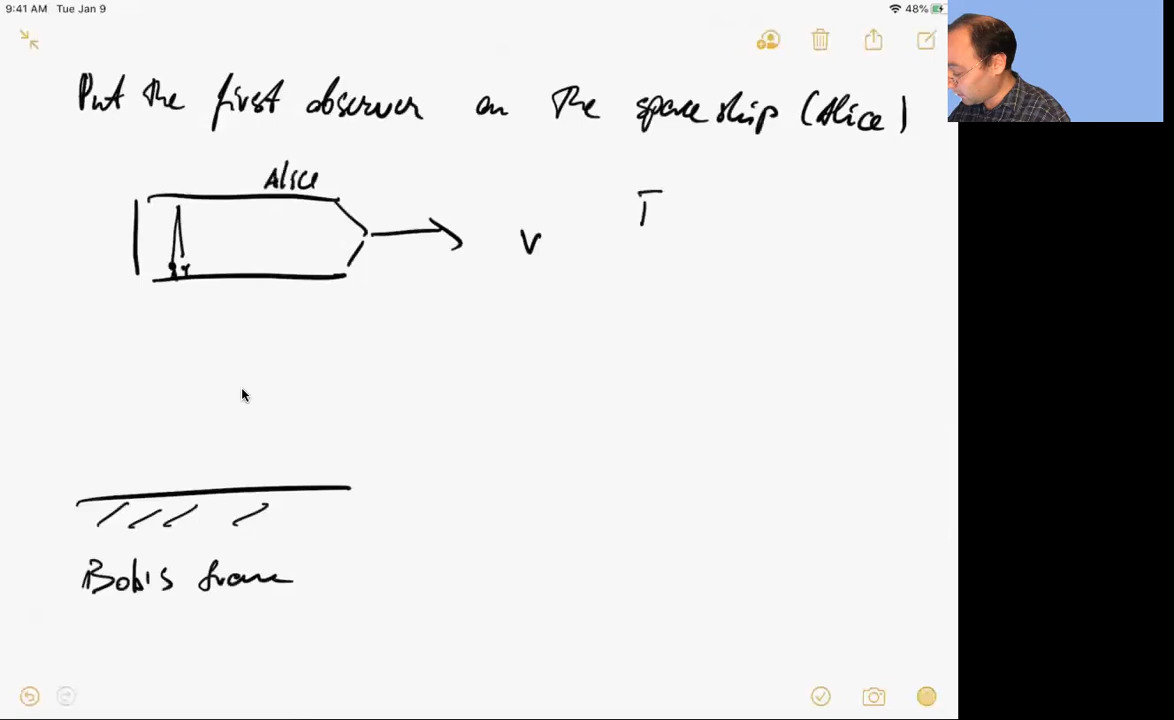 9:41 AM Tue Jan 9
48%
Put the first observer on the spaceship (Alice)
Alice
v
Bob's frame